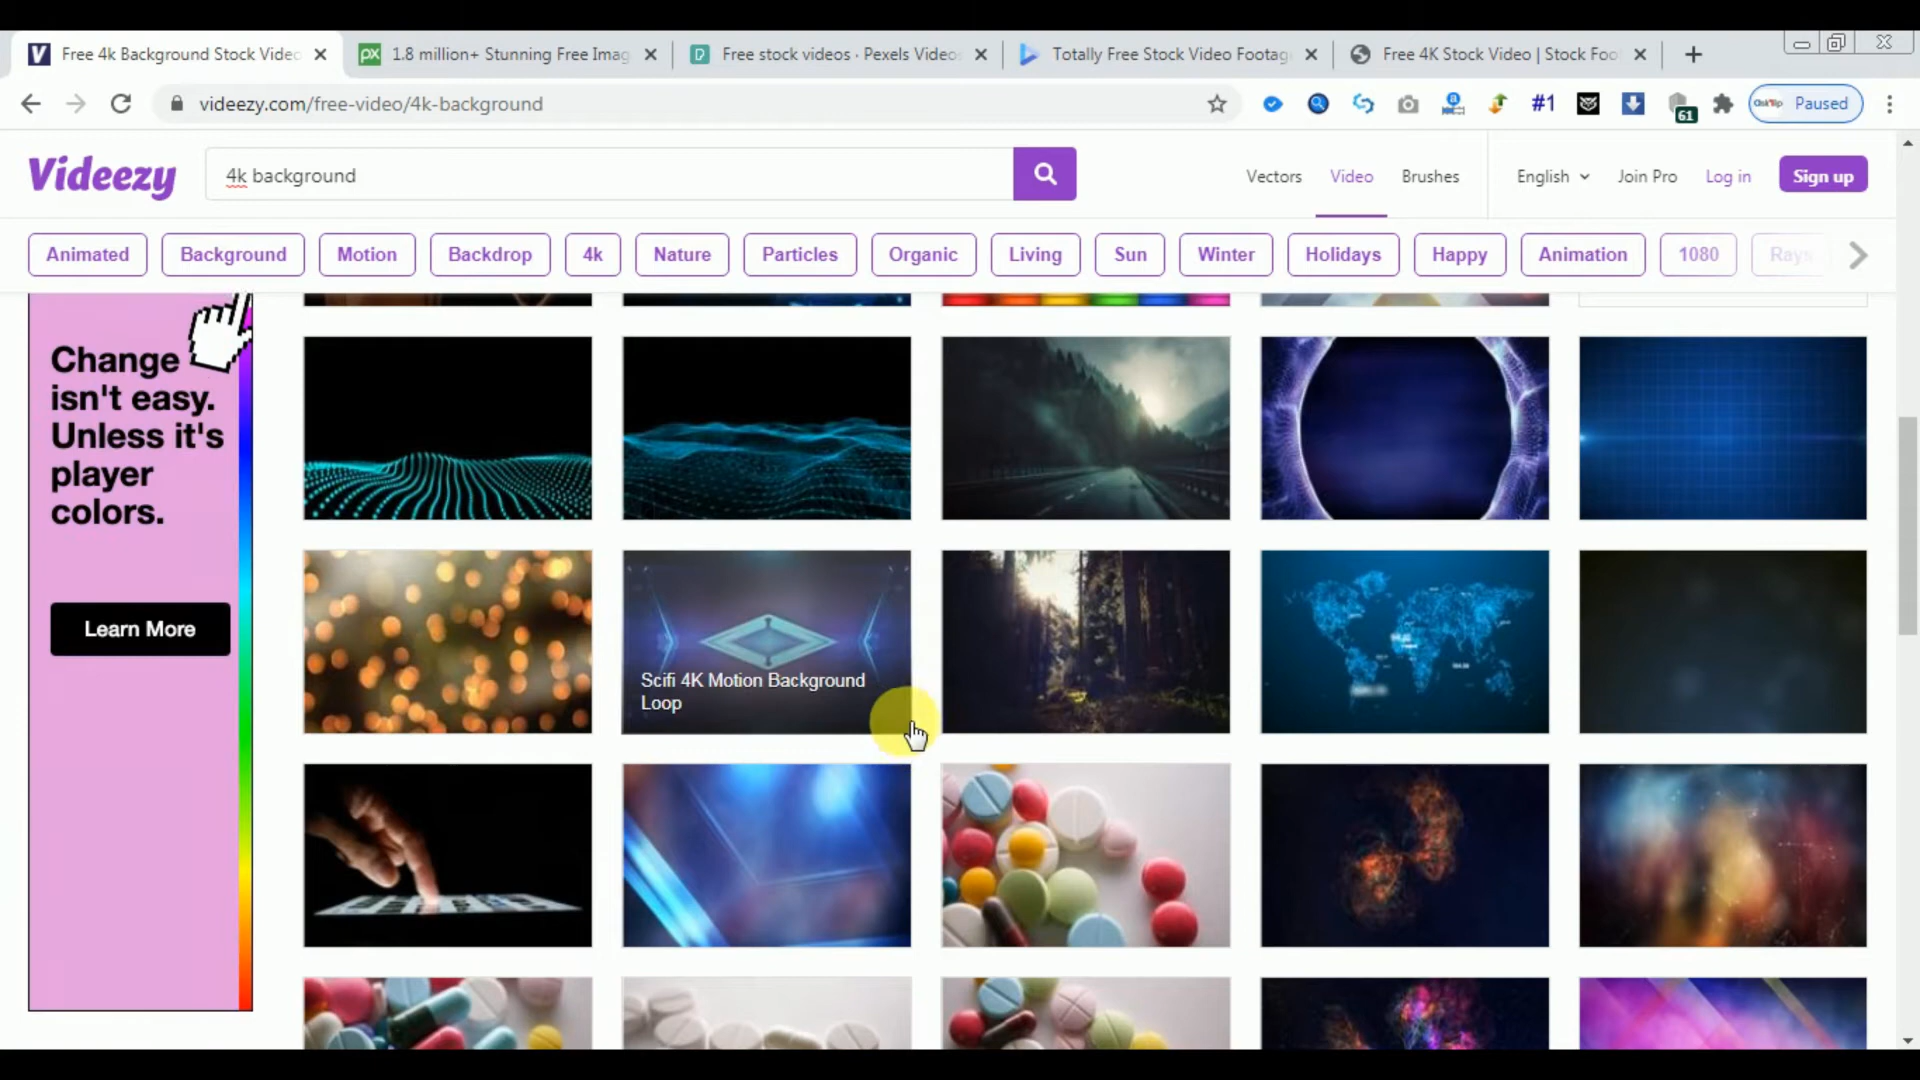 Free 4k Background Stock Video
1.8 million+ Stunning Free Imag
Free stock videos · Pexels Videos
Totally Free Stock Video Footag
Free 4K Stock Video | Stock Foo
videezy.com/free-video/4k-background
#1
61
Paused
Videezy
4k background
Vectors
Video
Brushes
English
Join Pro
Log in
Sign up
Animated
Background
Motion
Backdrop
4k
Nature
Particles
Organic
Living
Sun
Winter
Holidays
Happy
Animation
1080
Rays
Change
isn't easy.
Unless it's
player
colors.
Learn More
Scifi 4K Motion Background
Loop